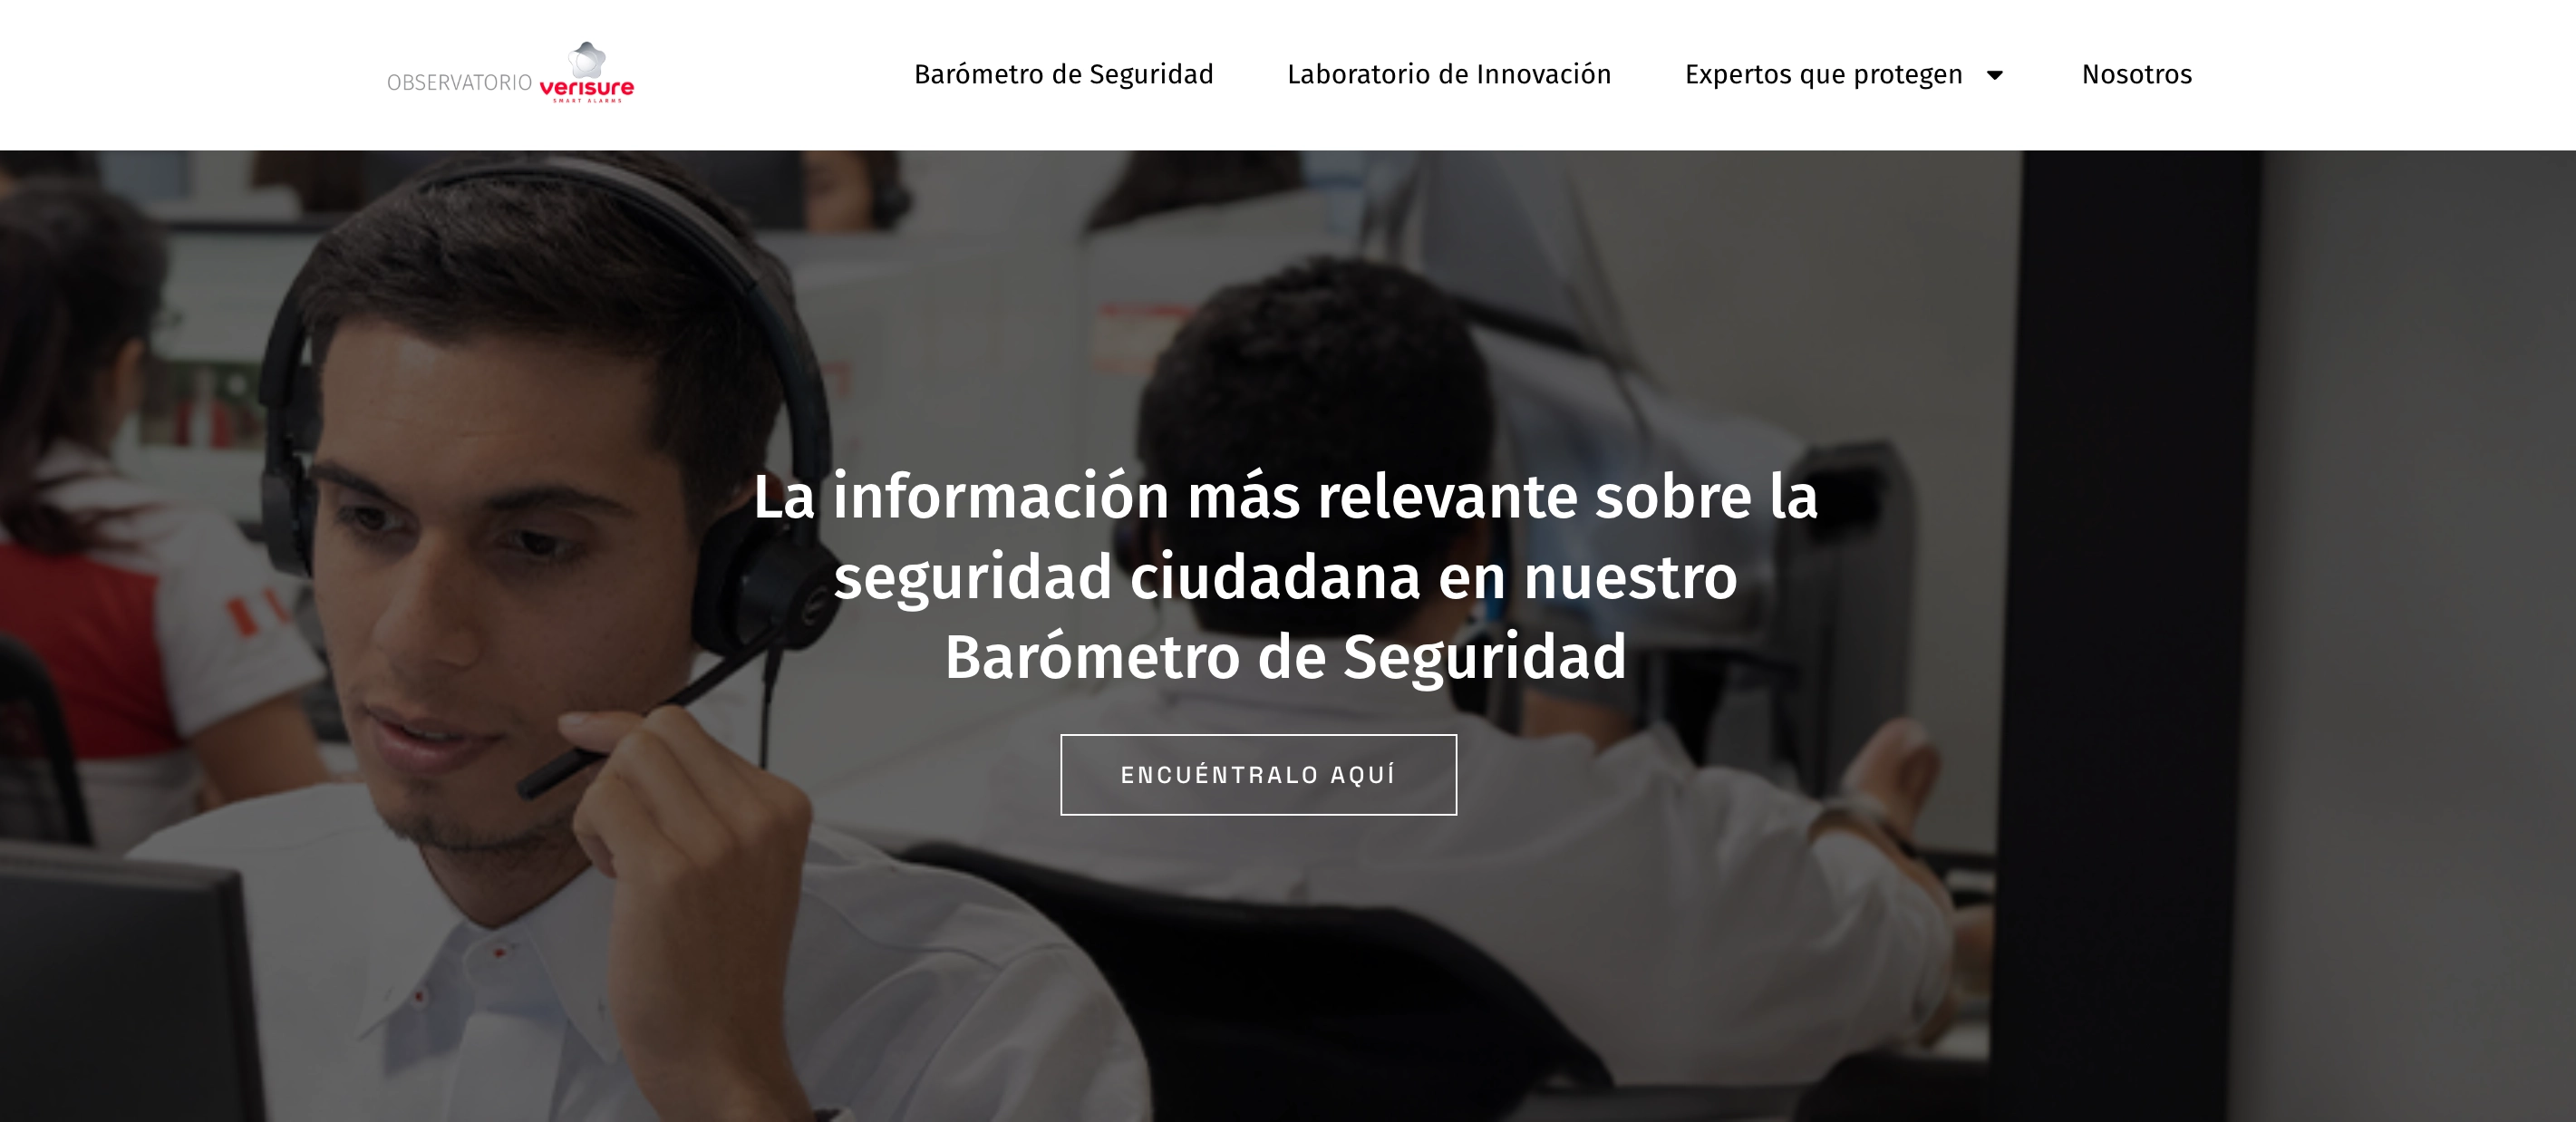 OBSERVATORIO verisure
SMART ALARMS
Barómetro de Seguridad
Laboratorio de Innovación
Expertos que protegen
Nosotros
La información más relevante sobre la
seguridad ciudadana en nuestro
Barómetro de Seguridad
ENCUÉNTRALO AQUÍ